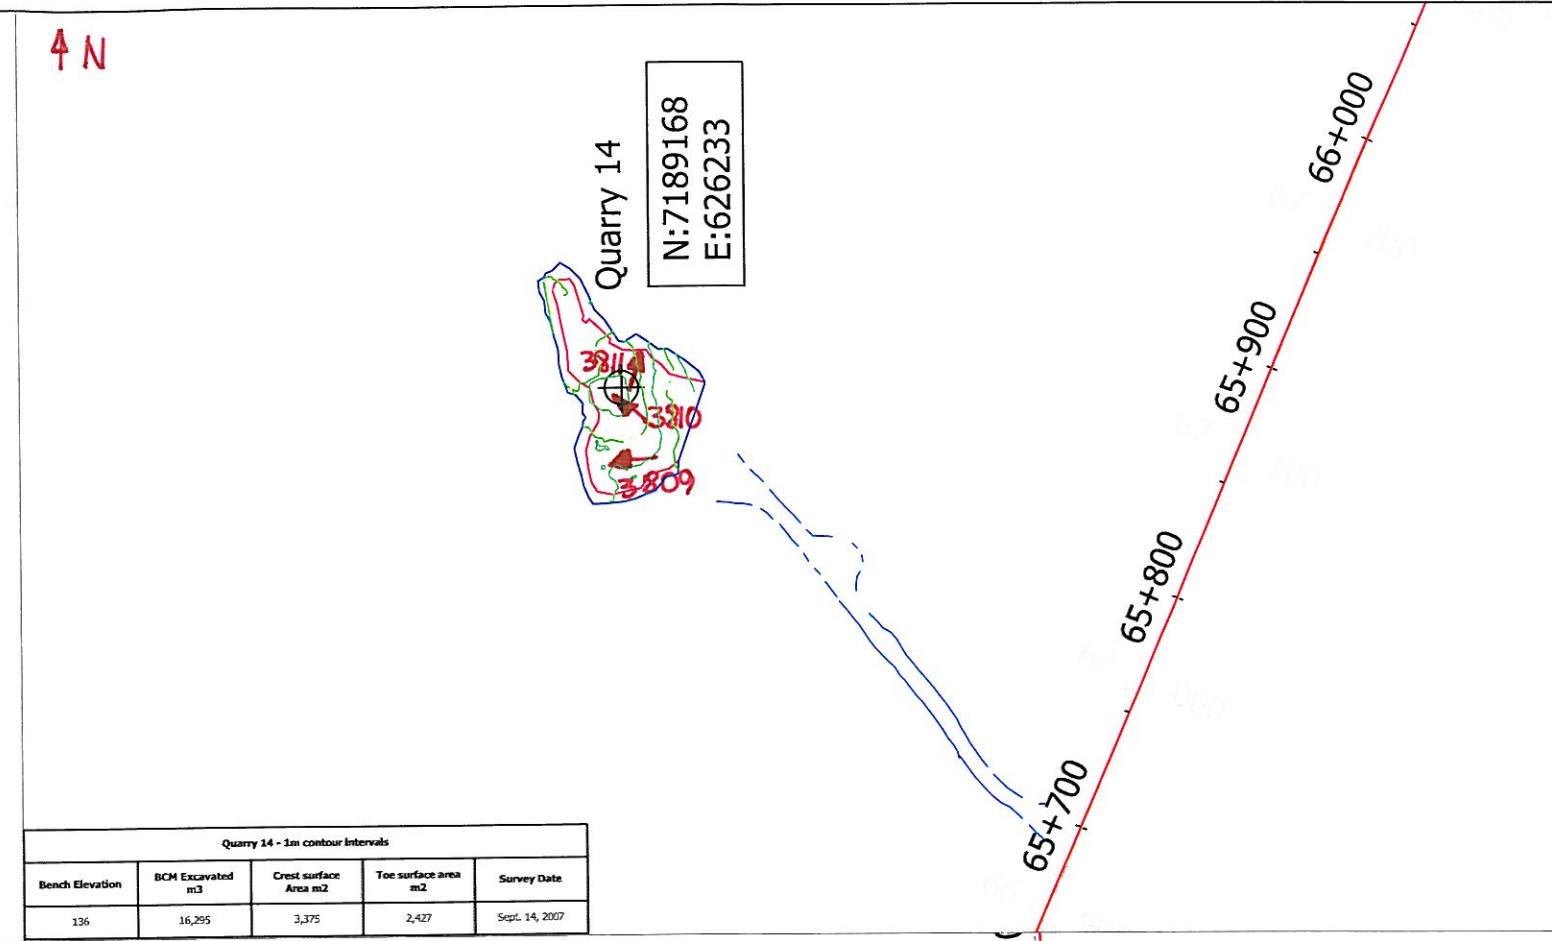 N
Quarry 14
N:7189168
E:626233
66+000
65+900
65+800
65+700
3811
3810
3809
Quarry 14 - 1m contour intervals
Bench Elevation
BCM Excavated
m3
Crest surface
Area m2
Toe surface area
m2
Survey Date
136
16,295
3,375
2,427
Sept. 14, 2007